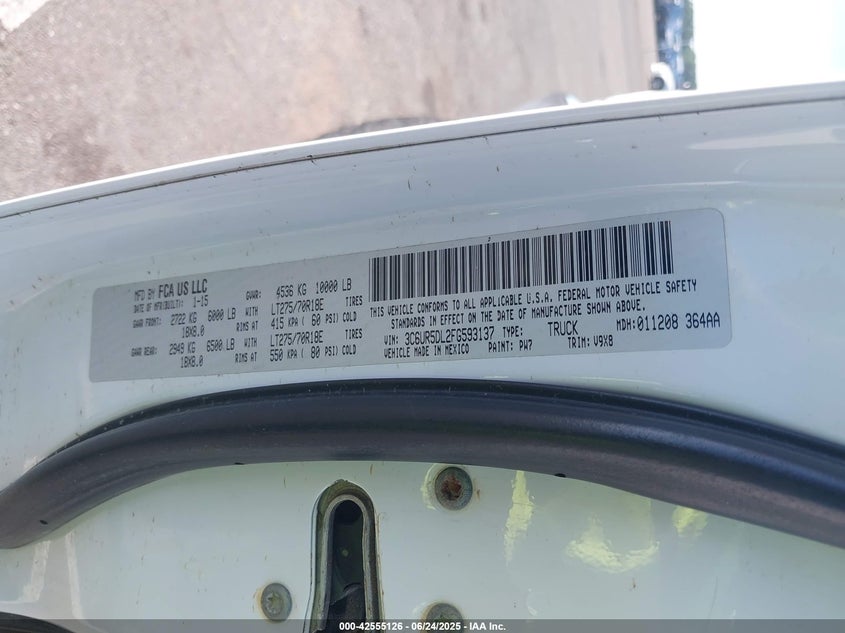 MFD BY FCA US LLC
DATE OF MFR(BUILT): 1-15
GVWR: 4536 KG 10000 LB
GAWR FRONT: 2722 KG 6000 LB WITH LT275/70R18E TIRES
18X8.0 RIMS AT 415 KPA ( 60 PSI) COLD
GAWR REAR: 2949 KG 6500 LB WITH LT275/70R18E TIRES
18X8.0 RIMS AT 550 KPA ( 80 PSI) COLD
THIS VEHICLE CONFORMS TO ALL APPLICABLE U.S.A. FEDERAL MOTOR VEHICLE SAFETY
STANDARDS IN EFFECT ON THE DATE OF MANUFACTURE SHOWN ABOVE.
VIN: 3C6UR5DL2FG593137 TYPE: TRUCK MDH: 011208 364AA
VEHICLE MADE IN MEXICO PAINT: PW7 TRIM: V9X8
000-42555126 - 06/24/2025 - IAA Inc.